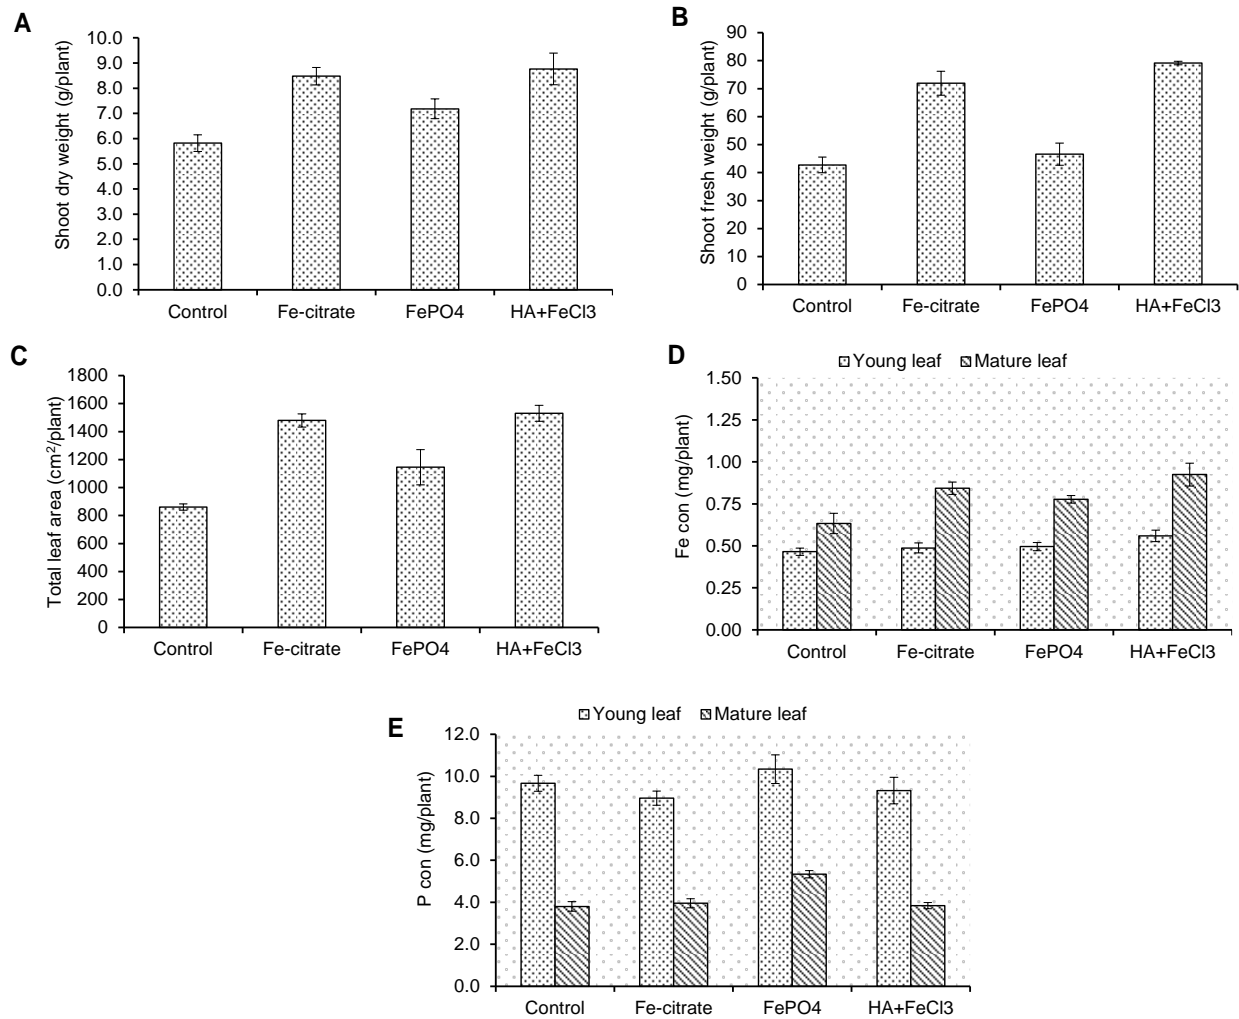 A
Shoot dry weight (g/plant)
10.0
9.0
8.0
7.0
6.0
5.0
4.0
3.0
2.0
1.0
0.0
Control Fe-citrate FePO4 HA+FeCl3
B
Shoot fresh weight (g/plant)
90
80
70
60
50
40
30
20
10
0
Control Fe-citrate FePO4 HA+FeCl3
C
Total leaf area (cm²/plant)
1800
1600
1400
1200
1000
800
600
400
200
0
Control Fe-citrate FePO4 HA+FeCl3
D
Young leaf Mature leaf
Fe con (mg/plant)
1.50
1.25
1.00
0.75
0.50
0.25
0.00
Control Fe-citrate FePO4 HA+FeCl3
E
Young leaf Mature leaf
P con (mg/plant)
12.0
10.0
8.0
6.0
4.0
2.0
0.0
Control Fe-citrate FePO4 HA+FeCl3